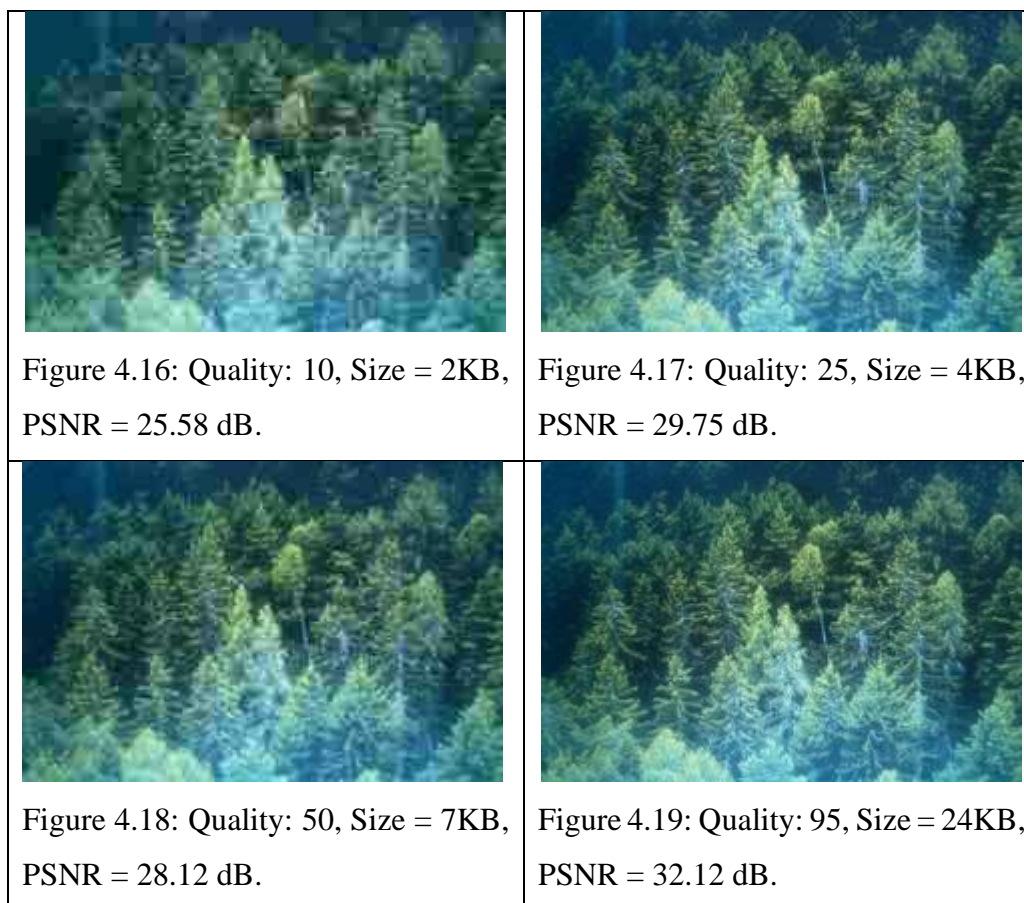 Figure 4.16: Quality: 10, Size = 2KB,
PSNR = 25.58 dB.
Figure 4.17: Quality: 25, Size = 4KB,
PSNR = 29.75 dB.
Figure 4.18: Quality: 50, Size = 7KB,
PSNR = 28.12 dB.
Figure 4.19: Quality: 95, Size = 24KB,
PSNR = 32.12 dB.